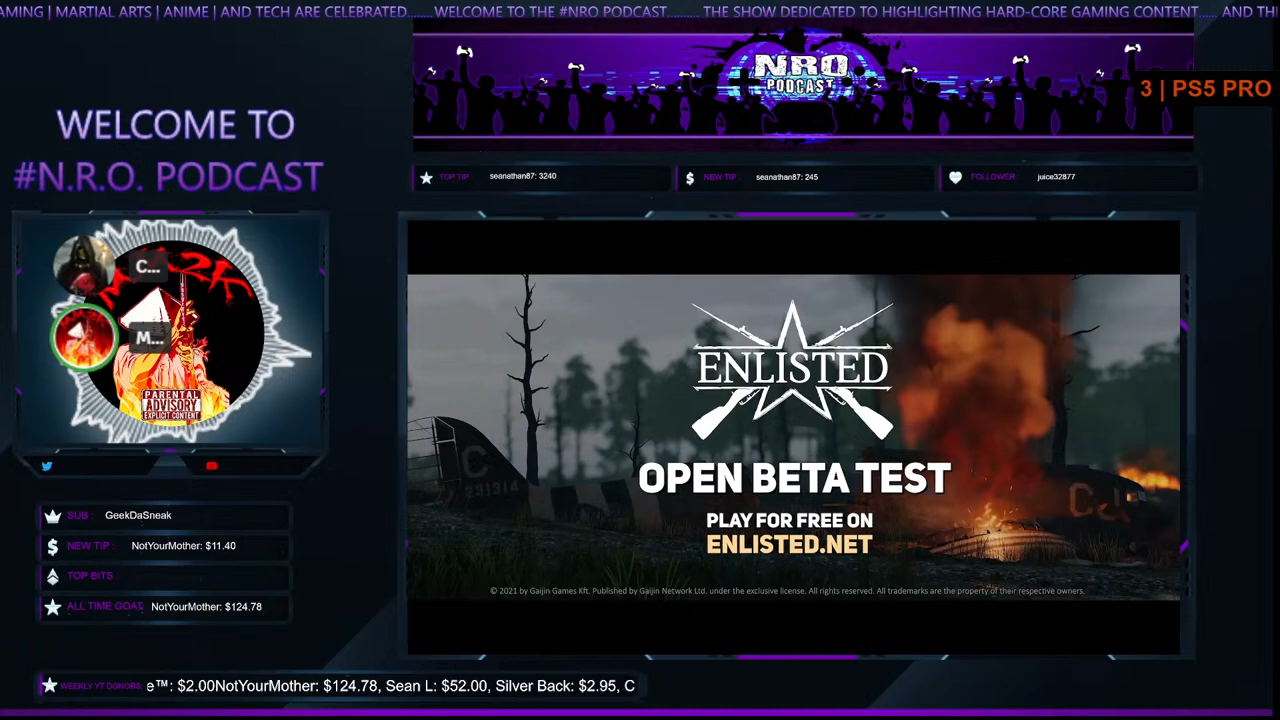 AMING | MARTIAL ARTS | ANIME | AND TECH ARE CELEBRATED.......WELCOME TO THE #NRO PODCAST.......... THE SHOW DEDICATED TO HIGHLIGHTING HARD-CORE GAMING CONTENT...... AND THI
NRO
PODCAST
3 | PS5 PRO
WELCOME TO
#N.R.O. PODCAST
TOP TIP seanathan87: 3240
NEW TIP seanathan87: 245
FOLLOWER: juice32877
C...
M...
PARENTAL
ADVISORY
EXPLICIT CONTENT
ENLISTED
OPEN BETA TEST
PLAY FOR FREE ON
ENLISTED.NET
© 2021 by Gaijin Games Kft. Published by Gaijin Network Ltd. under the exclusive license. All rights reserved. All trademarks are the property of their respective owners.
C
231314
SUB : GeekDaSneak
NEW TIP : NotYourMother: $11.40
TOP BITS :
ALL TIME GOAT: NotYourMother: $124.78
WEEKLY YT DONORS: e™: $2.00NotYourMother: $124.78, Sean L: $52.00, Silver Back: $2.95, C